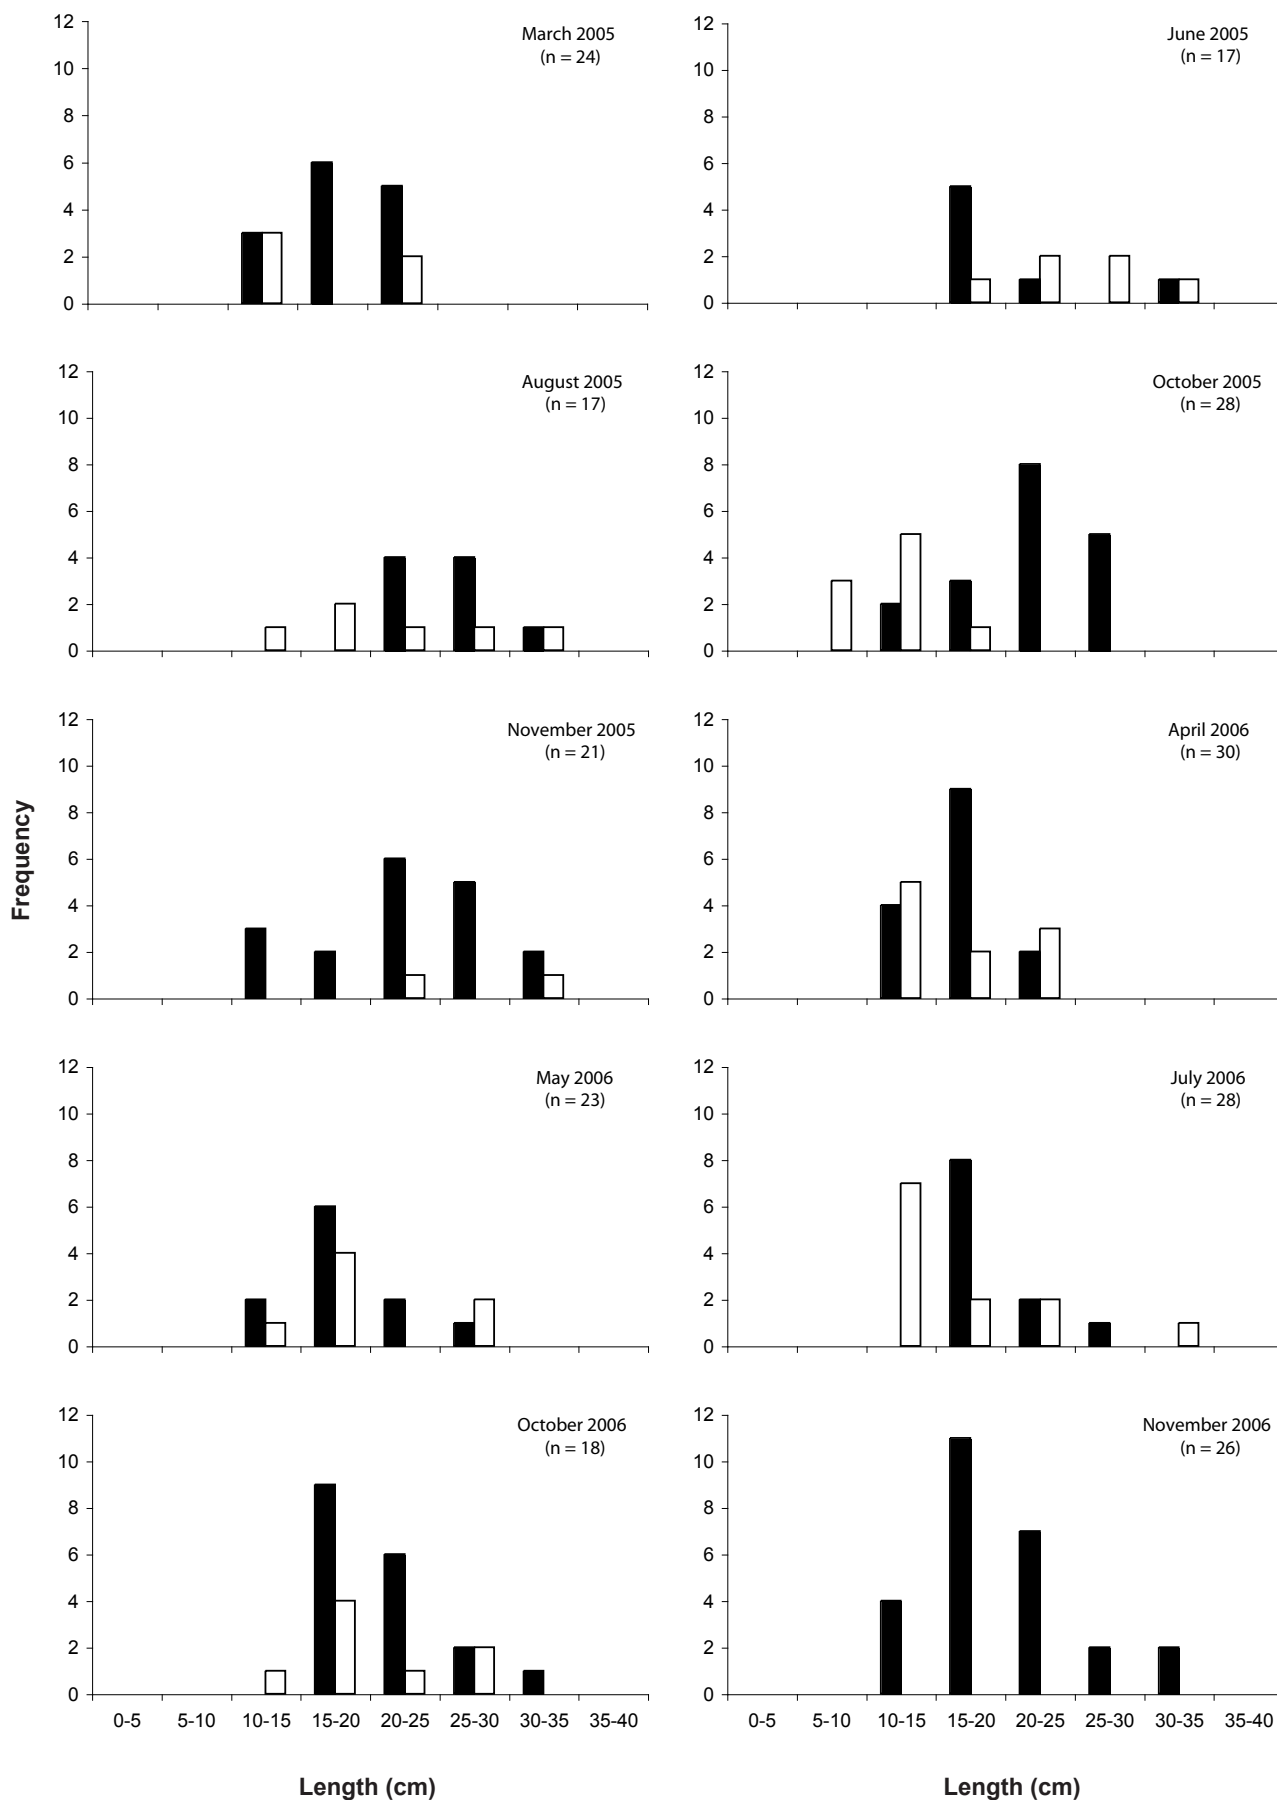 March 2005
(n = 24)
12
10
8
6
4
2
0
June 2005
(n = 17)
12
10
8
6
4
2
0
August 2005
(n = 17)
12
10
8
6
4
2
0
October 2005
(n = 28)
12
10
8
6
4
2
0
November 2005
(n = 21)
12
10
8
6
4
2
0
April 2006
(n = 30)
12
10
8
6
4
2
0
Frequency
May 2006
(n = 23)
12
10
8
6
4
2
0
July 2006
(n = 28)
12
10
8
6
4
2
0
October 2006
(n = 18)
12
10
8
6
4
2
0
0-5 5-10 10-15 15-20 20-25 25-30 30-35 35-40
Length (cm)
November 2006
(n = 26)
12
10
8
6
4
2
0
0-5 5-10 10-15 15-20 20-25 25-30 30-35 35-40
Length (cm)